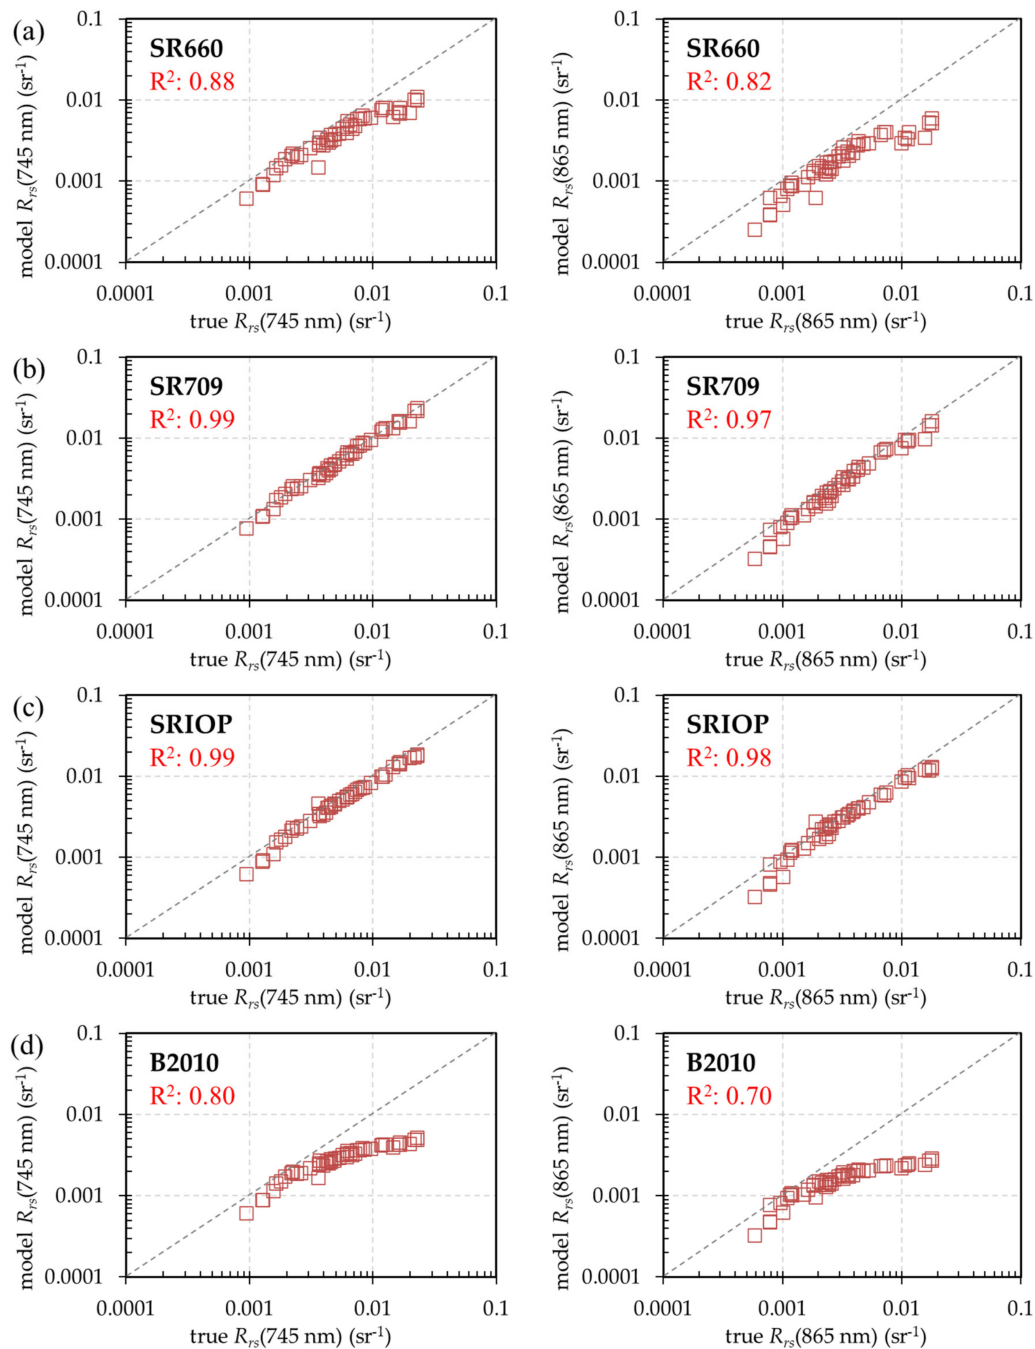 (a)
SR660
R²: 0.88
model Rrs(745 nm) (sr⁻¹)
0.1
0.01
0.001
0.0001
0.0001 0.001 0.01 0.1
true Rrs(745 nm) (sr⁻¹)
SR660
R²: 0.82
model Rrs(865 nm) (sr⁻¹)
0.1
0.01
0.001
0.0001
0.0001 0.001 0.01 0.1
true Rrs(865 nm) (sr⁻¹)
(b)
SR709
R²: 0.99
model Rrs(745 nm) (sr⁻¹)
0.1
0.01
0.001
0.0001
0.0001 0.001 0.01 0.1
true Rrs(745 nm) (sr⁻¹)
SR709
R²: 0.97
model Rrs(865 nm) (sr⁻¹)
0.1
0.01
0.001
0.0001
0.0001 0.001 0.01 0.1
true Rrs(865 nm) (sr⁻¹)
(c)
SRIOP
R²: 0.99
model Rrs(745 nm) (sr⁻¹)
0.1
0.01
0.001
0.0001
0.0001 0.001 0.01 0.1
true Rrs(745 nm) (sr⁻¹)
SRIOP
R²: 0.98
model Rrs(865 nm) (sr⁻¹)
0.1
0.01
0.001
0.0001
0.0001 0.001 0.01 0.1
true Rrs(865 nm) (sr⁻¹)
(d)
B2010
R²: 0.80
model Rrs(745 nm) (sr⁻¹)
0.1
0.01
0.001
0.0001
0.0001 0.001 0.01 0.1
true Rrs(745 nm) (sr⁻¹)
B2010
R²: 0.70
model Rrs(865 nm) (sr⁻¹)
0.1
0.01
0.001
0.0001
0.0001 0.001 0.01 0.1
true Rrs(865 nm) (sr⁻¹)